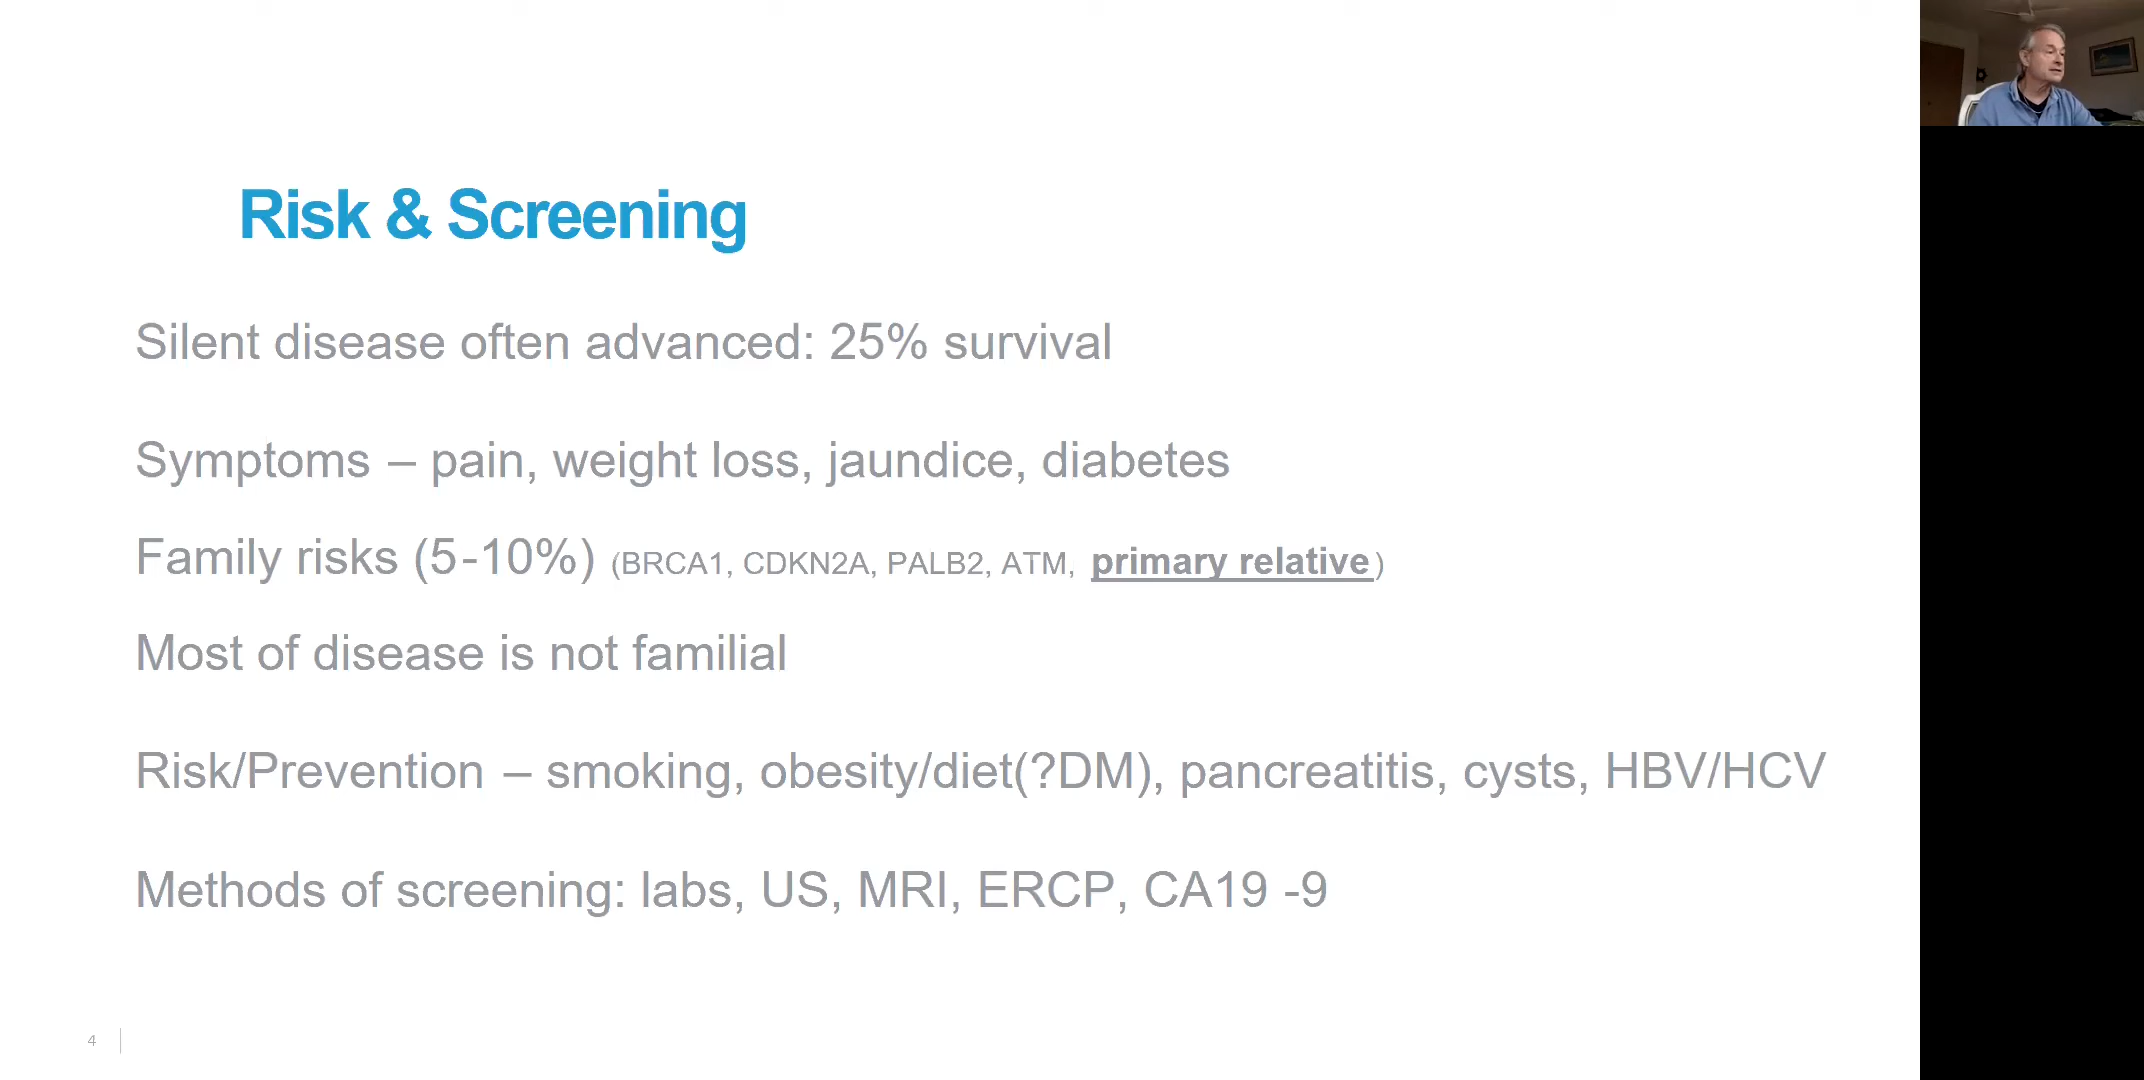 Risk & Screening
Silent disease often advanced: 25% survival
Symptoms – pain, weight loss, jaundice, diabetes
Family risks (5-10%) (BRCA1, CDKN2A, PALB2, ATM, primary relative)
Most of disease is not familial
Risk/Prevention – smoking, obesity/diet(?DM), pancreatitis, cysts, HBV/HCV
Methods of screening: labs, US, MRI, ERCP, CA19 -9
4